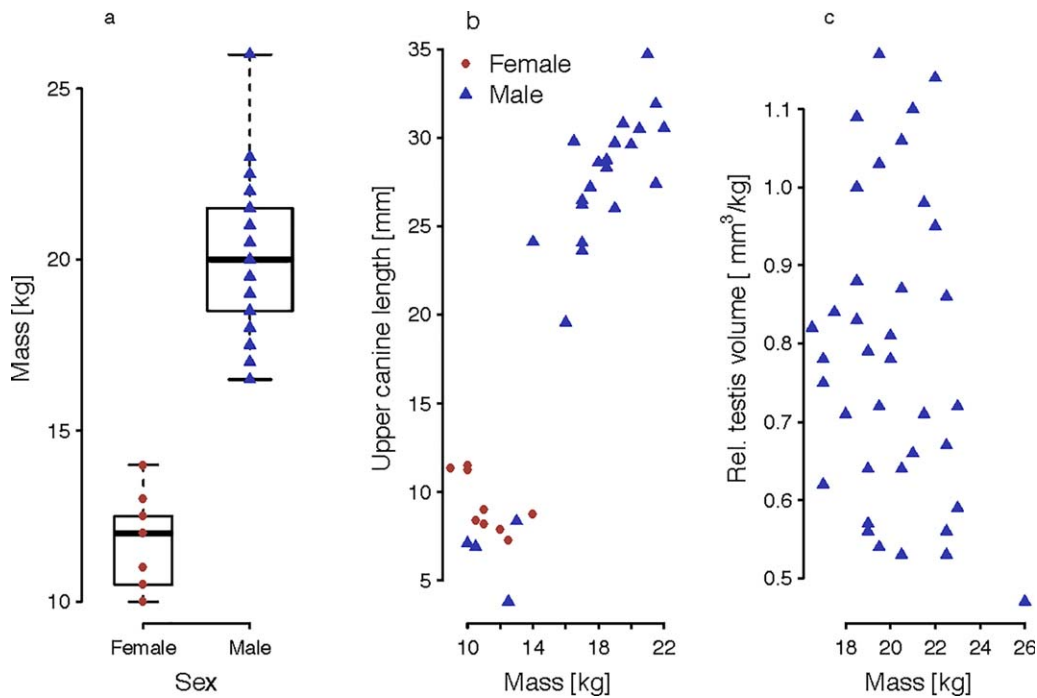 a
Mass [kg]
25
20
15
10
Female
Male
Sex
b
Female
Male
Upper canine length [mm]
35
30
25
20
15
10
5
10
14
18
22
Mass [kg]
c
Rel. testis volume [ mm³/kg]
1.1
1.0
0.9
0.8
0.7
0.6
0.5
18
20
22
24
26
Mass [kg]